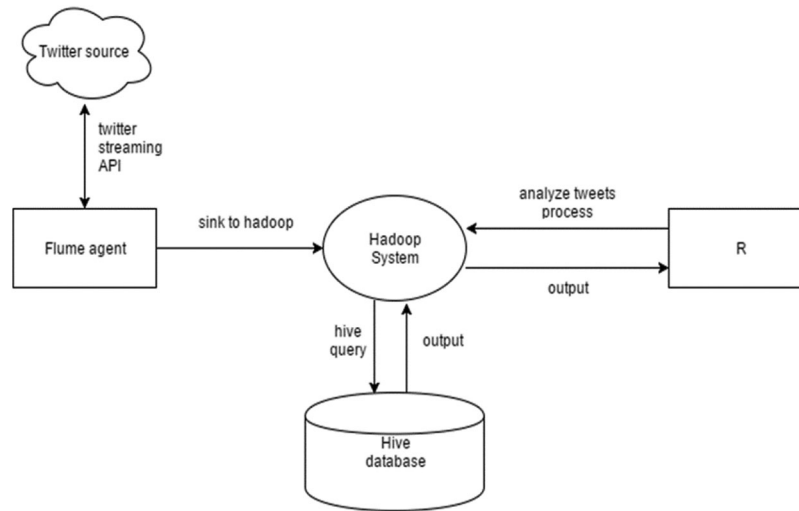 Twitter source
twitter
streaming
API
Flume agent
sink to hadoop
Hadoop
System
analyze tweets
process
R
output
hive
query
output
Hive
database